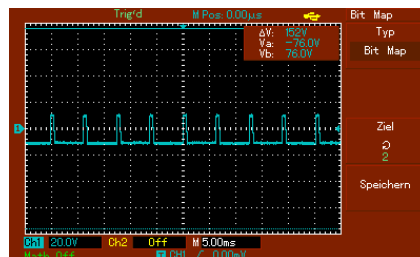 Trig'd M Pos: 0.00μs Bit Map
ΔV: 152V
Va: -76.0V
Vb: 76.0V
Typ
Bit Map
Ziel
2
Speichern
Ch1 20.0V Ch2 Off M 5.00ms
Math Off CH1 0.00mV